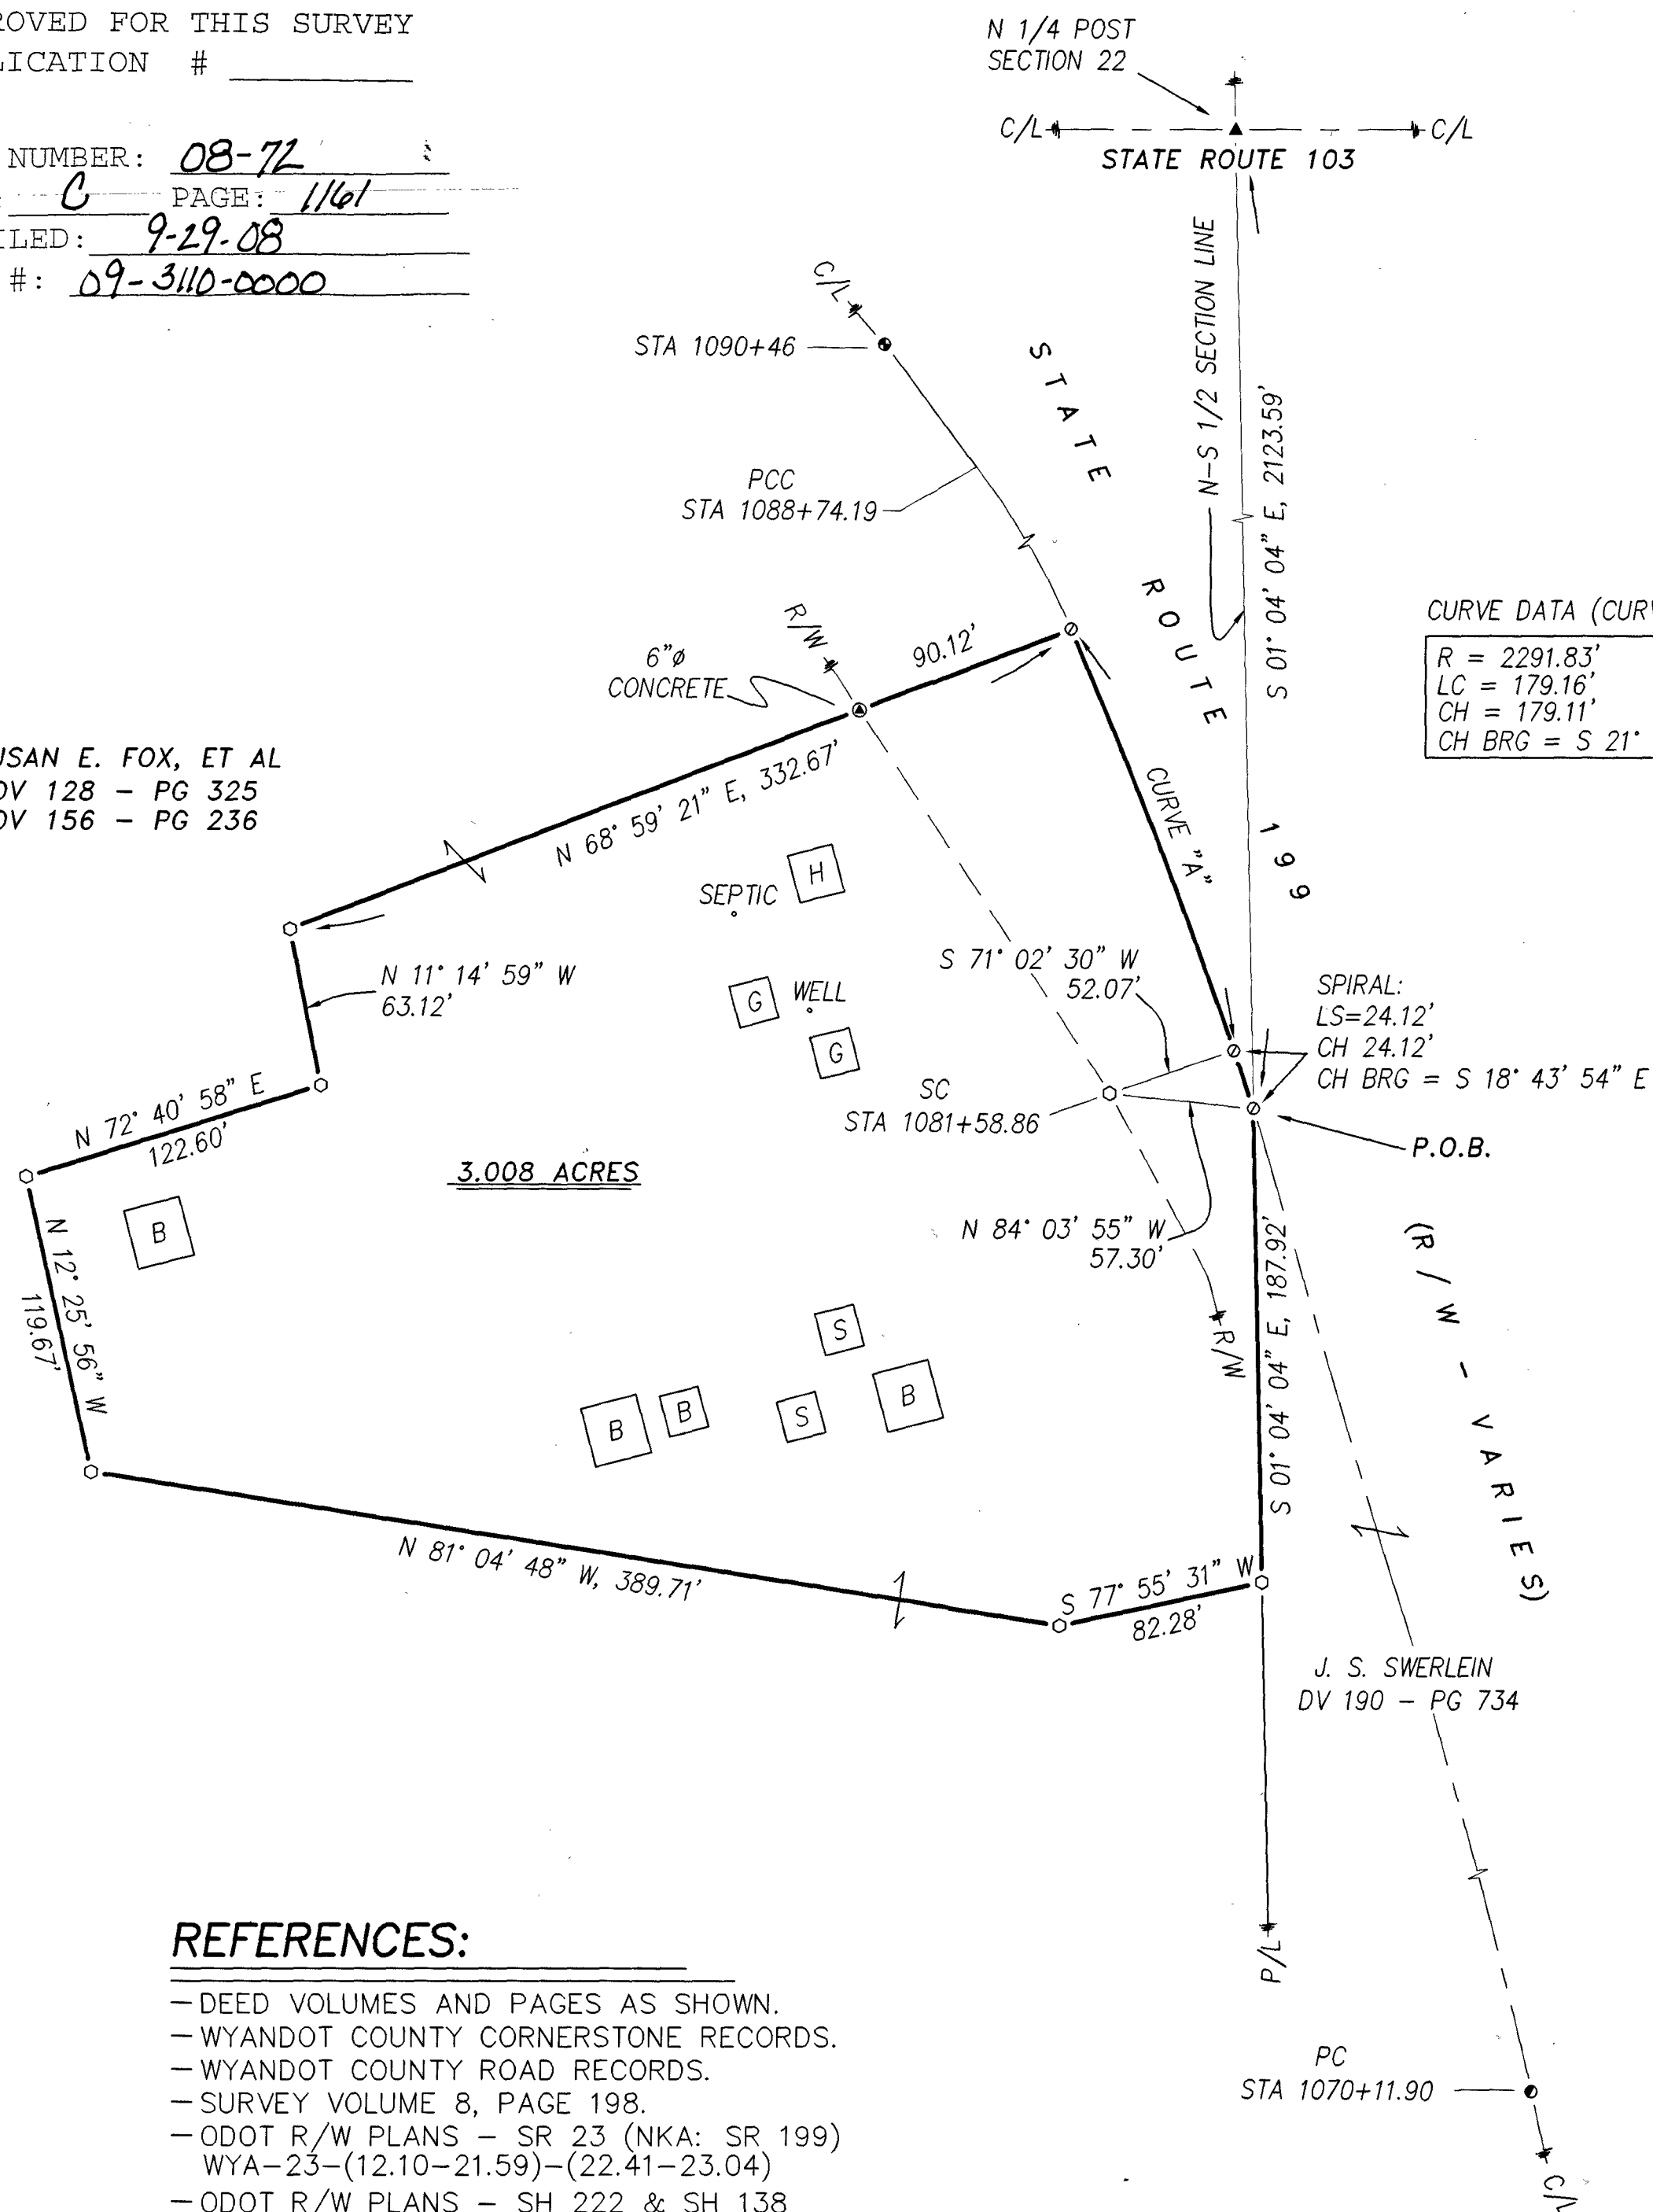 ROVED FOR THIS SURVEY
LICATION #
NUMBER: 08-72
C PAGE: 1161
ILED: 9-29-08
#: 09-3110-0000
N 1/4 POST
SECTION 22
C/L
C/L
STATE ROUTE 103
N-S 1/2 SECTION LINE
S 01° 04' 04" E, 2123.59'
C/L
STA 1090+46
PCC
STA 1088+74.19
STATE ROUTE 199
(R/W - VARIES)
CURVE DATA (CUR
R = 2291.83'
LC = 179.16'
CH = 179.11'
CH BRG = S 21°
R/W
6"ø
CONCRETE
90.12'
N 68° 59' 21" E, 332.67'
CURVE "A"
USAN E. FOX, ET AL
DV 128 - PG 325
DV 156 - PG 236
SEPTIC
H
G
WELL
G
N 11° 14' 59" W
63.12'
S 71° 02' 30" W
52.07'
SPIRAL:
LS=24.12'
CH 24.12'
CH BRG = S 18° 43' 54" E
SC
STA 1081+58.86
P.O.B.
N 72° 40' 58" E
122.60'
3.008 ACRES
B
N 84° 03' 55" W
57.30'
N 12° 25' 56" W
119.67'
S 01° 04' 04" E, 187.92'
R/W
S
B
B
S
B
N 81° 04' 48" W, 389.71'
S 77° 55' 31" W
82.28'
J. S. SWERLEIN
DV 190 - PG 734
P/L
PC
STA 1070+11.90
C/
REFERENCES:
- DEED VOLUMES AND PAGES AS SHOWN.
- WYANDOT COUNTY CORNERSTONE RECORDS.
- WYANDOT COUNTY ROAD RECORDS.
- SURVEY VOLUME 8, PAGE 198.
- ODOT R/W PLANS - SR 23 (NKA: SR 199)
WYA-23-(12.10-21.59)-(22.41-23.04)
- ODOT R/W PLANS - SH 222 & SH 138